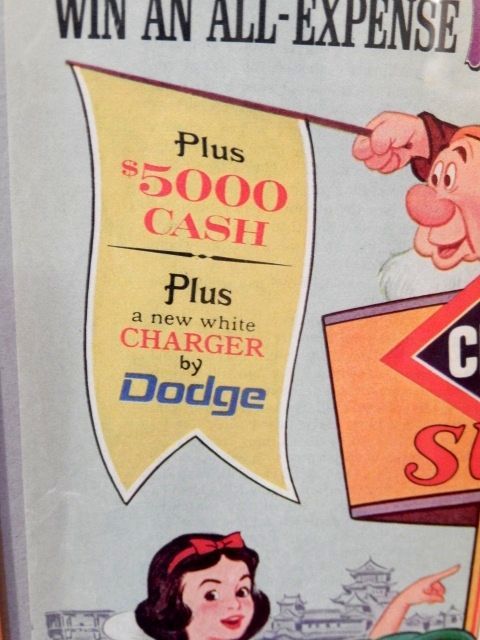 WIN AN ALL-EXPENSE
Plus
$5000
CASH
Plus
a new white
CHARGER
by
Dodge
C
S